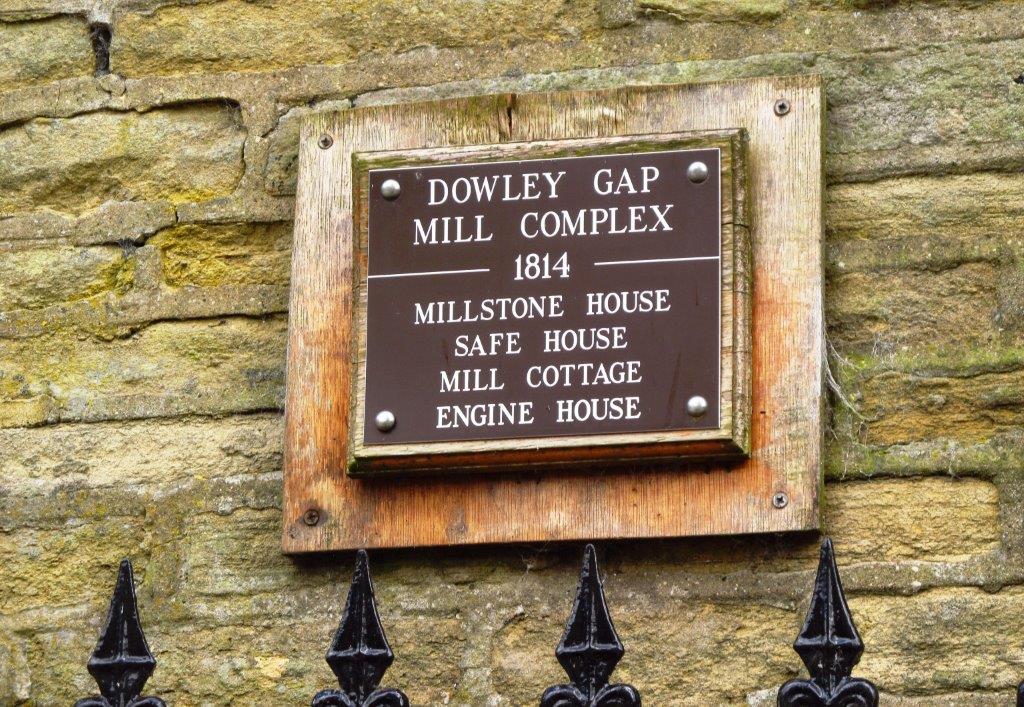 DOWLEY GAP
MILL COMPLEX
1814
MILLSTONE HOUSE
SAFE HOUSE
MILL COTTAGE
ENGINE HOUSE